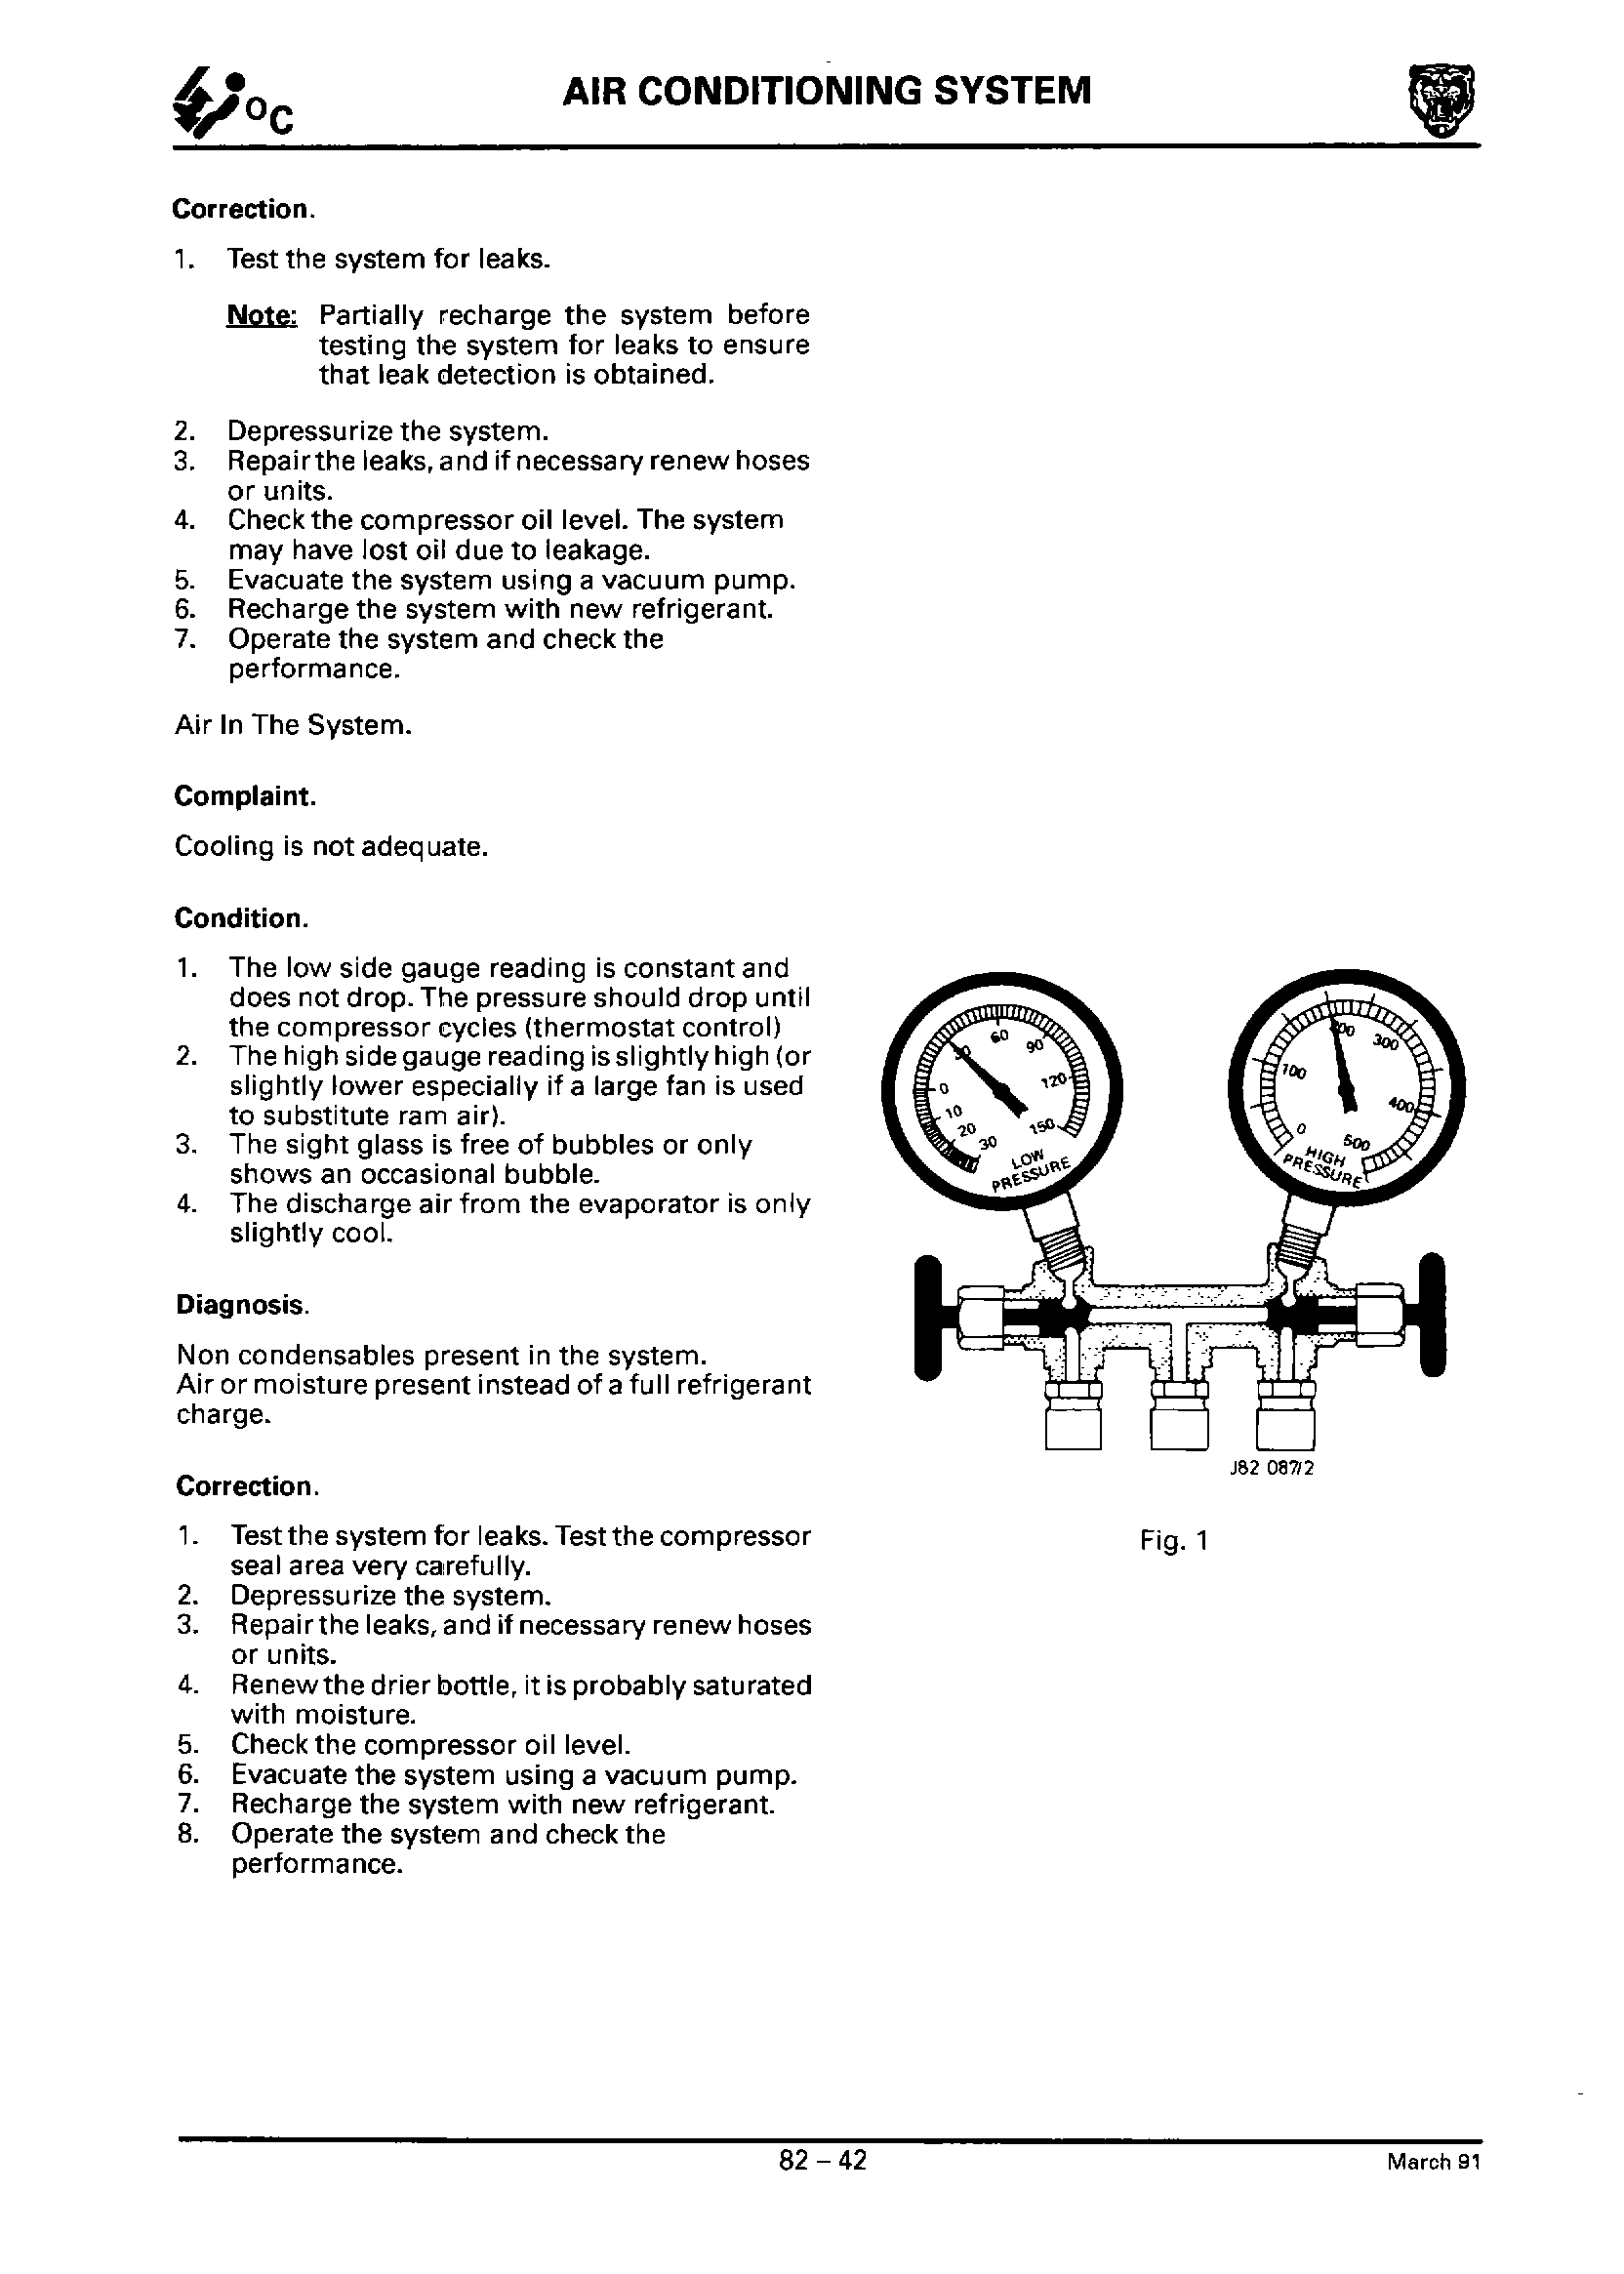 °C
AIR CONDITIONING SYSTEM
Correction.
1. Test the system for leaks.
Note: Partially recharge the system before
testing the system for leaks to ensure
that leak detection is obtained.
2. Depressurize the system.
3. Repair the leaks, and if necessary renew hoses
or units.
4. Check the compressor oil level. The system
may have lost oil due to leakage.
5. Evacuate the system using a vacuum pump.
6. Recharge the system with new refrigerant.
7. Operate the system and check the
performance.
Air In The System.
Complaint.
Cooling is not adequate.
Condition.
1. The low side gauge reading is constant and
does not drop. The pressure should drop until
the compressor cycles (thermostat control)
2. The high side gauge reading is slightly high (or
slightly lower especially if a large fan is used
to substitute ram air).
3. The sight glass is free of bubbles or only
shows an occasional bubble.
4. The discharge air from the evaporator is only
slightly cool.
Diagnosis.
Non condensables present in the system.
Air or moisture present instead of a full refrigerant
charge.
Correction.
1. Test the system for leaks. Test the compressor
seal area very carefully.
2. Depressurize the system.
3. Repair the leaks, and if necessary renew hoses
or units.
4. Renew the drier bottle, it is probably saturated
with moisture.
5. Check the compressor oil level.
6. Evacuate the system using a vacuum pump.
7. Recharge the system with new refrigerant.
8. Operate the system and check the
performance.
30 60 90 120 150
0 10 20 30
LOW
PRESSURE
0 100 200 300 400 500
HIGH
PRESSURE
J82 087/2
Fig. 1
82 – 42
March 91